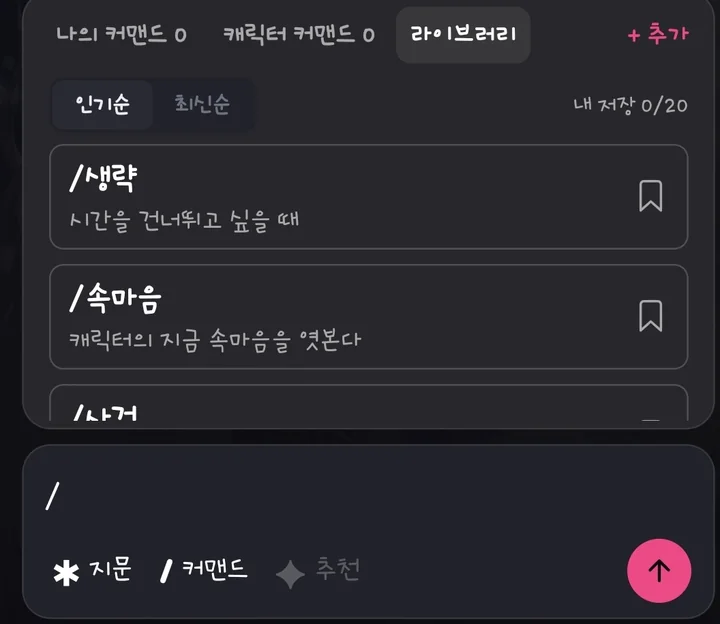 나의 커맨드 0 캐릭터 커맨드 0 라이브러리 + 추가
인기순 최신순 내 저장 0/20
/생략
시간을 건너뛰고 싶을 때
/속마음
캐릭터의 지금 속마음을 엿본다
/사건
/
* 지문 / 커맨드 추천